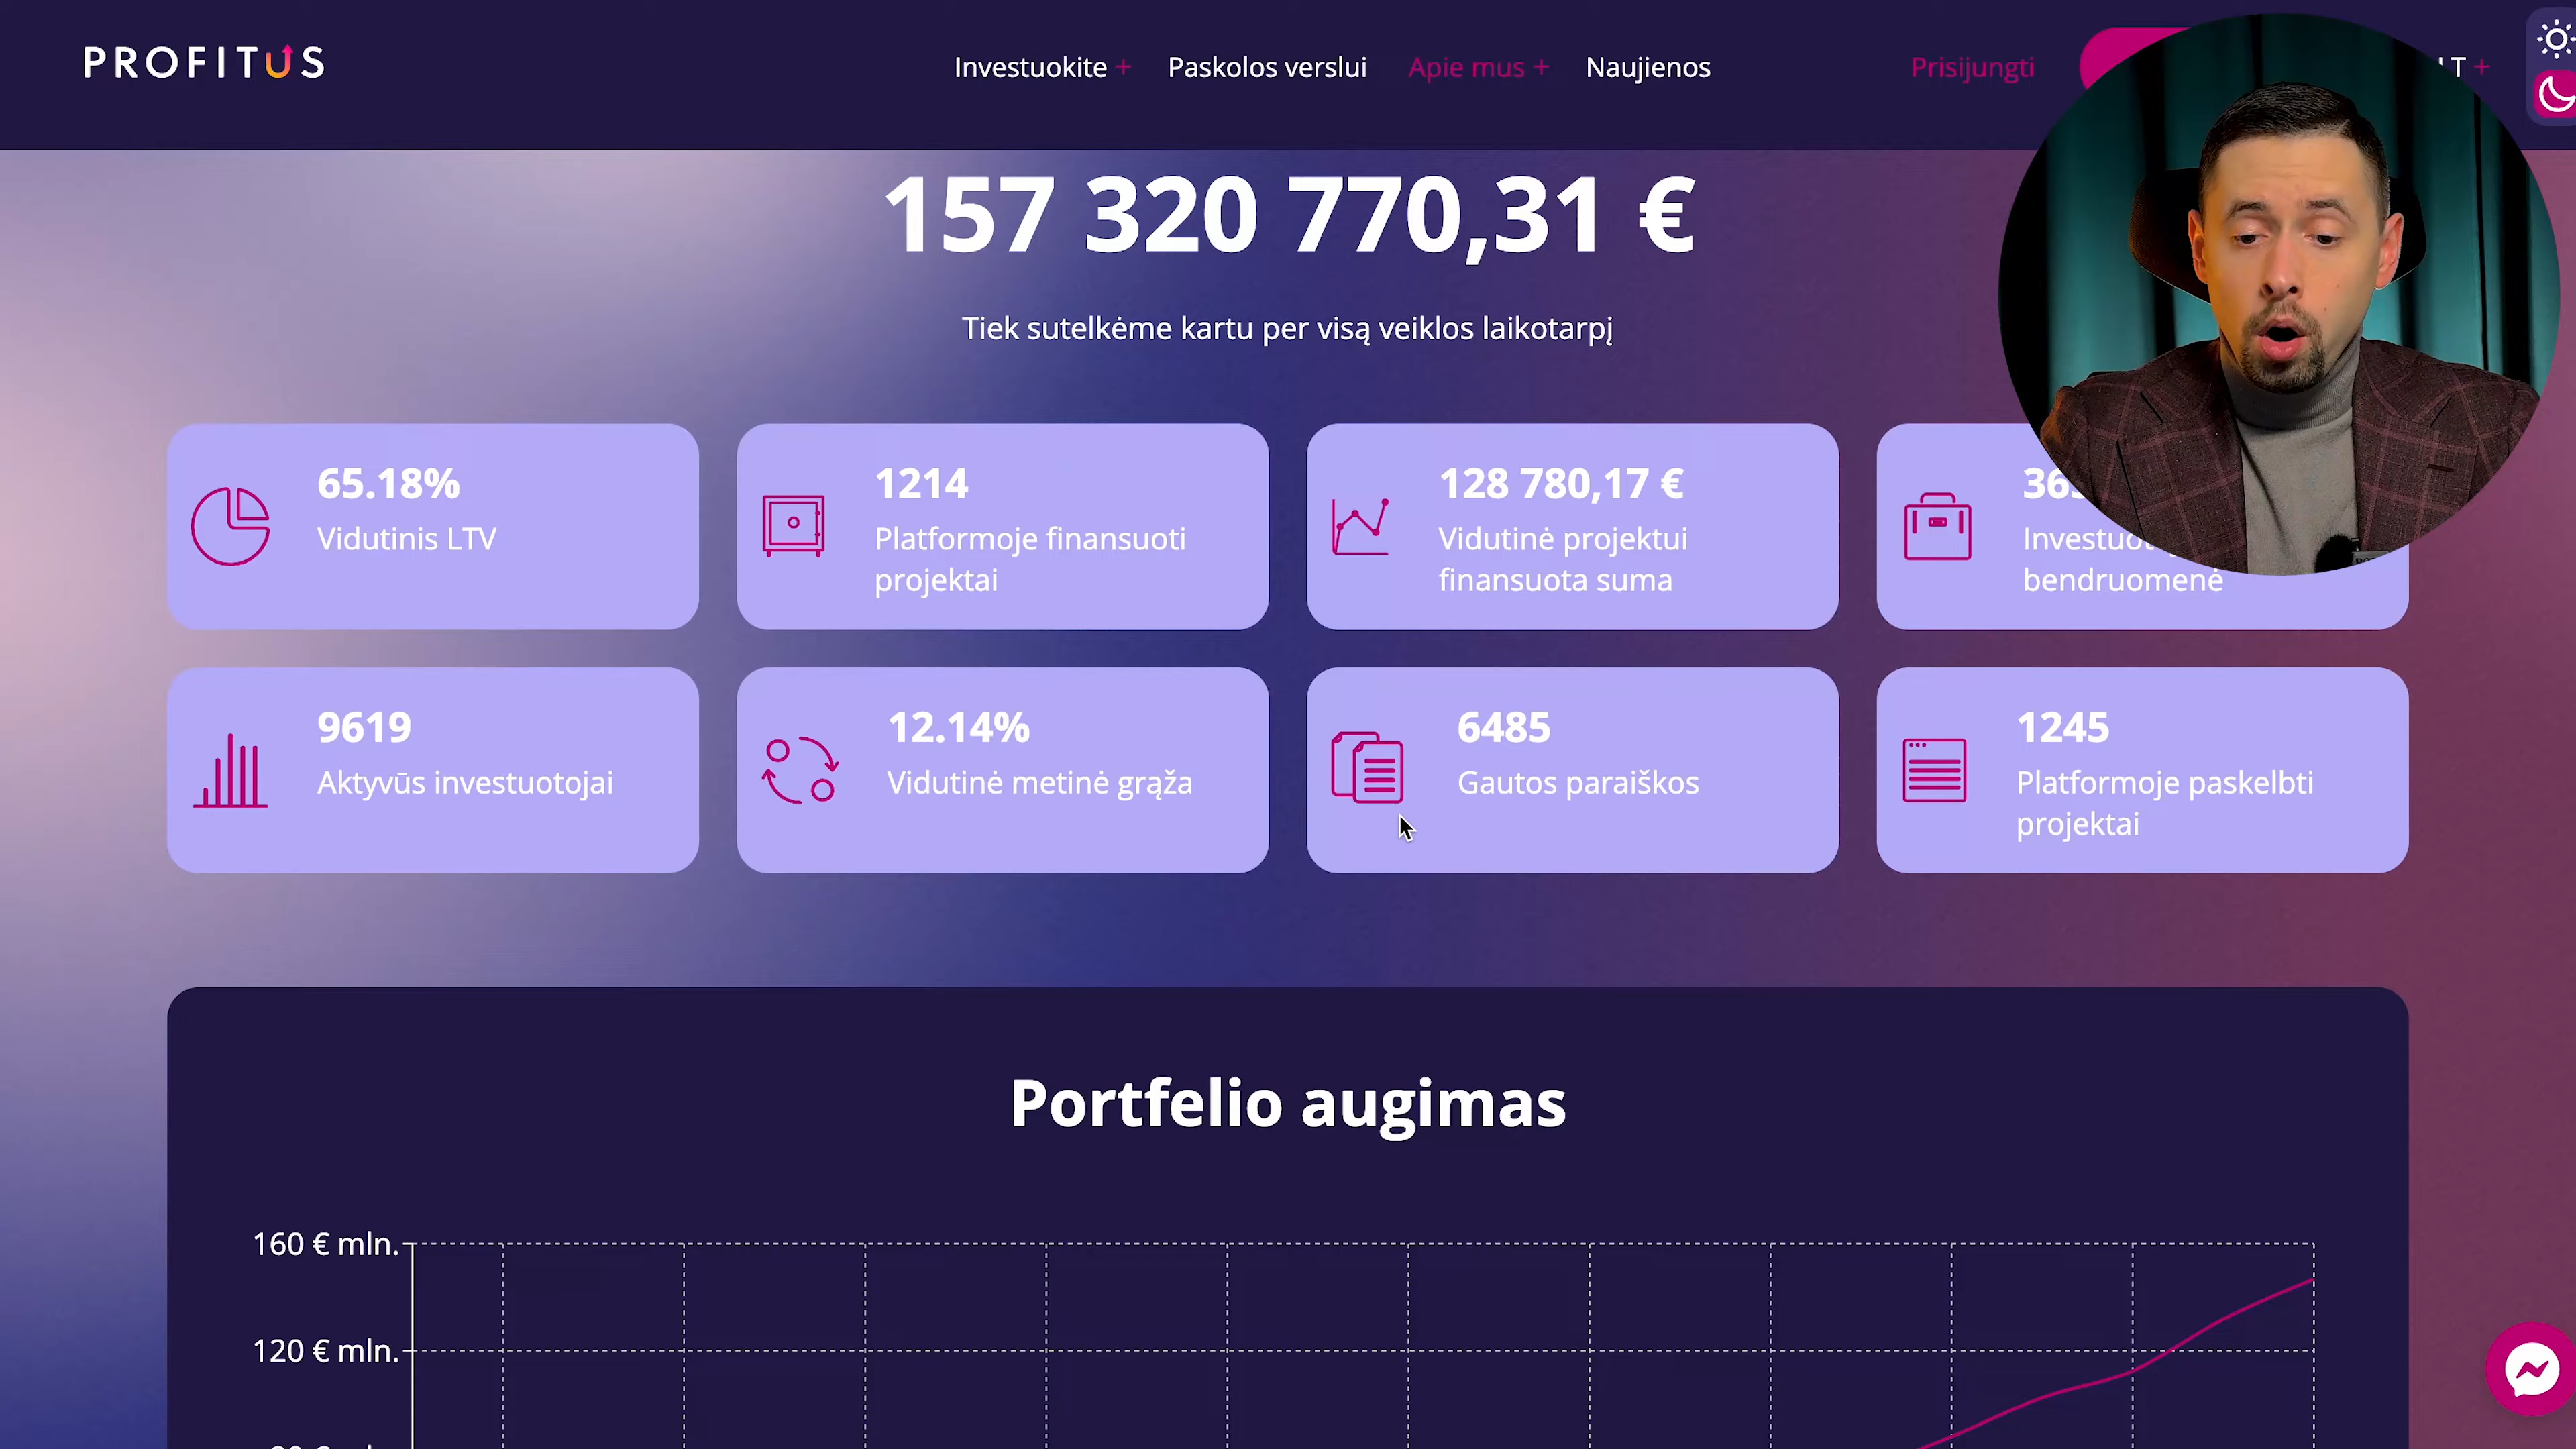 PROFITUS
Investuokite +
Paskolos verslui
Apie mus +
Naujienos
Prisijungti
LT +
157 320 770,31 €
Tiek sutelkėme kartu per visą veiklos laikotarpį
65.18%
Vidutinis LTV
1214
Platformoje finansuoti
projektai
128 780,17 €
Vidutinė projektui
finansuota suma
bendruomenė
9619
Aktyvūs investuotojai
12.14%
Vidutinė metinė grąža
6485
Gautos paraiškos
1245
Platformoje paskelbti
projektai
Portfelio augimas
160 € mln.
120 € mln.